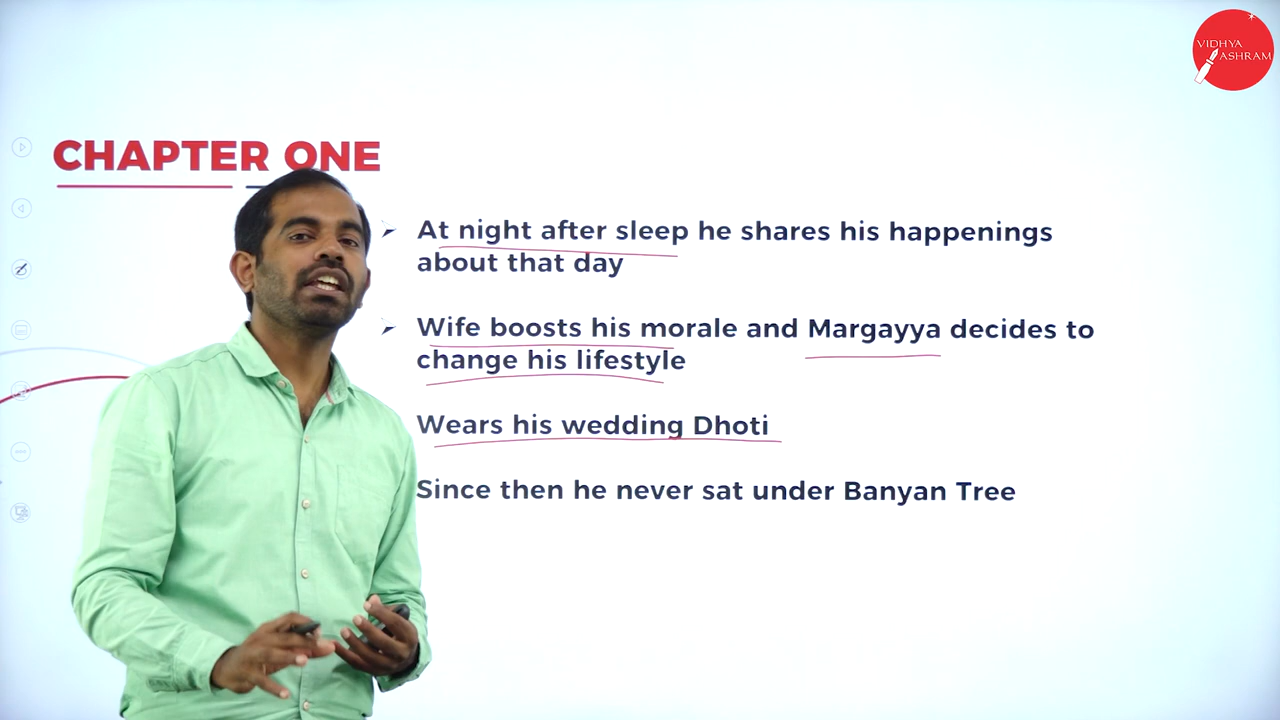 VIDHYA
ASHRAM
CHAPTER ONE
At night after sleep he shares his happenings
about that day
Wife boosts his morale and Margayya decides to
change his lifestyle
Wears his wedding Dhoti
Since then he never sat under Banyan Tree